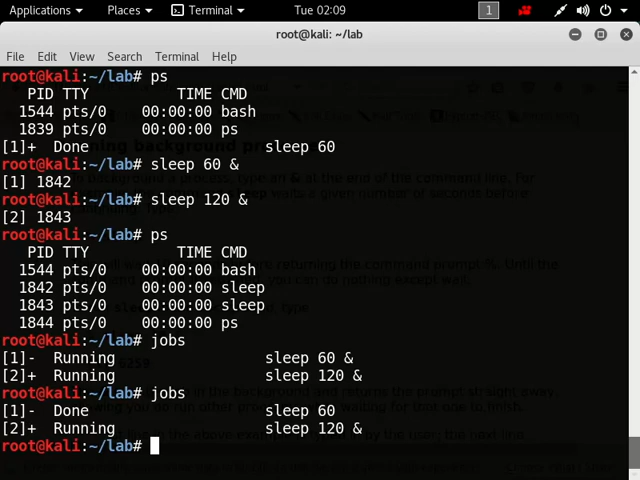 Applications Places Terminal Tue 02:09 1
root@kali: ~/lab
File Edit View Search Terminal Help
root@kali:~/lab# ps
PID TTY TIME CMD
1544 pts/0 00:00:00 bash
1839 pts/0 00:00:00 ps
[1]+ Done sleep 60
root@kali:~/lab# sleep 60 &
[1] 1842
root@kali:~/lab# sleep 120 &
[2] 1843
root@kali:~/lab# ps
PID TTY TIME CMD
1544 pts/0 00:00:00 bash
1842 pts/0 00:00:00 sleep
1843 pts/0 00:00:00 sleep
1844 pts/0 00:00:00 ps
root@kali:~/lab# jobs
[1]- Running sleep 60 &
[2]+ Running sleep 120 &
root@kali:~/lab# jobs
[1]- Done sleep 60
[2]+ Running sleep 120 &
root@kali:~/lab#